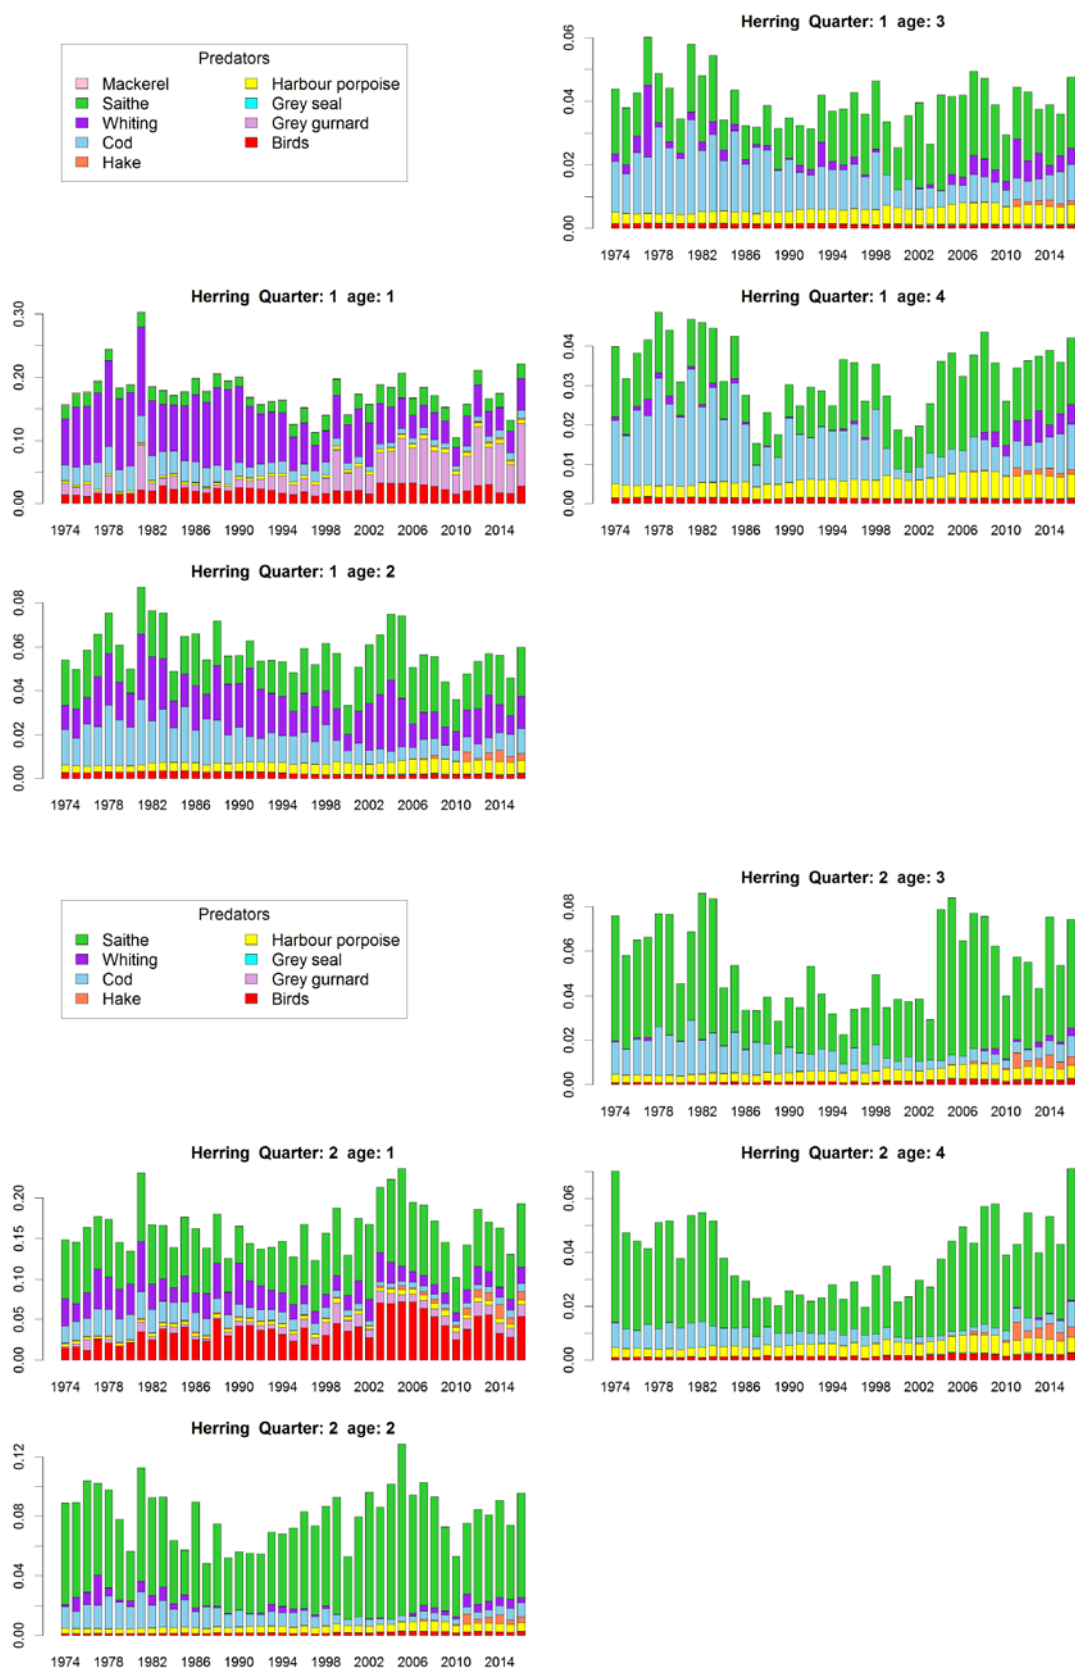 Herring Quarter: 1 age: 3
Predators
Mackerel Harbour porpoise
Saithe Grey seal
Whiting Grey gurnard
Cod Birds
Hake
0.00 0.02 0.04 0.06
1974 1978 1982 1986 1990 1994 1998 2002 2006 2010 2014
Herring Quarter: 1 age: 1
0.00 0.10 0.20 0.30
1974 1978 1982 1986 1990 1994 1998 2002 2006 2010 2014
Herring Quarter: 1 age: 4
0.00 0.01 0.02 0.03 0.04
1974 1978 1982 1986 1990 1994 1998 2002 2006 2010 2014
Herring Quarter: 1 age: 2
0.00 0.02 0.04 0.06 0.08
1974 1978 1982 1986 1990 1994 1998 2002 2006 2010 2014
Herring Quarter: 2 age: 3
Predators
Saithe Harbour porpoise
Whiting Grey seal
Cod Grey gurnard
Hake Birds
0.00 0.02 0.04 0.06 0.08
1974 1978 1982 1986 1990 1994 1998 2002 2006 2010 2014
Herring Quarter: 2 age: 1
0.00 0.05 0.10 0.15 0.20
1974 1978 1982 1986 1990 1994 1998 2002 2006 2010 2014
Herring Quarter: 2 age: 4
0.00 0.02 0.04 0.06
1974 1978 1982 1986 1990 1994 1998 2002 2006 2010 2014
Herring Quarter: 2 age: 2
0.00 0.04 0.08 0.12
1974 1978 1982 1986 1990 1994 1998 2002 2006 2010 2014